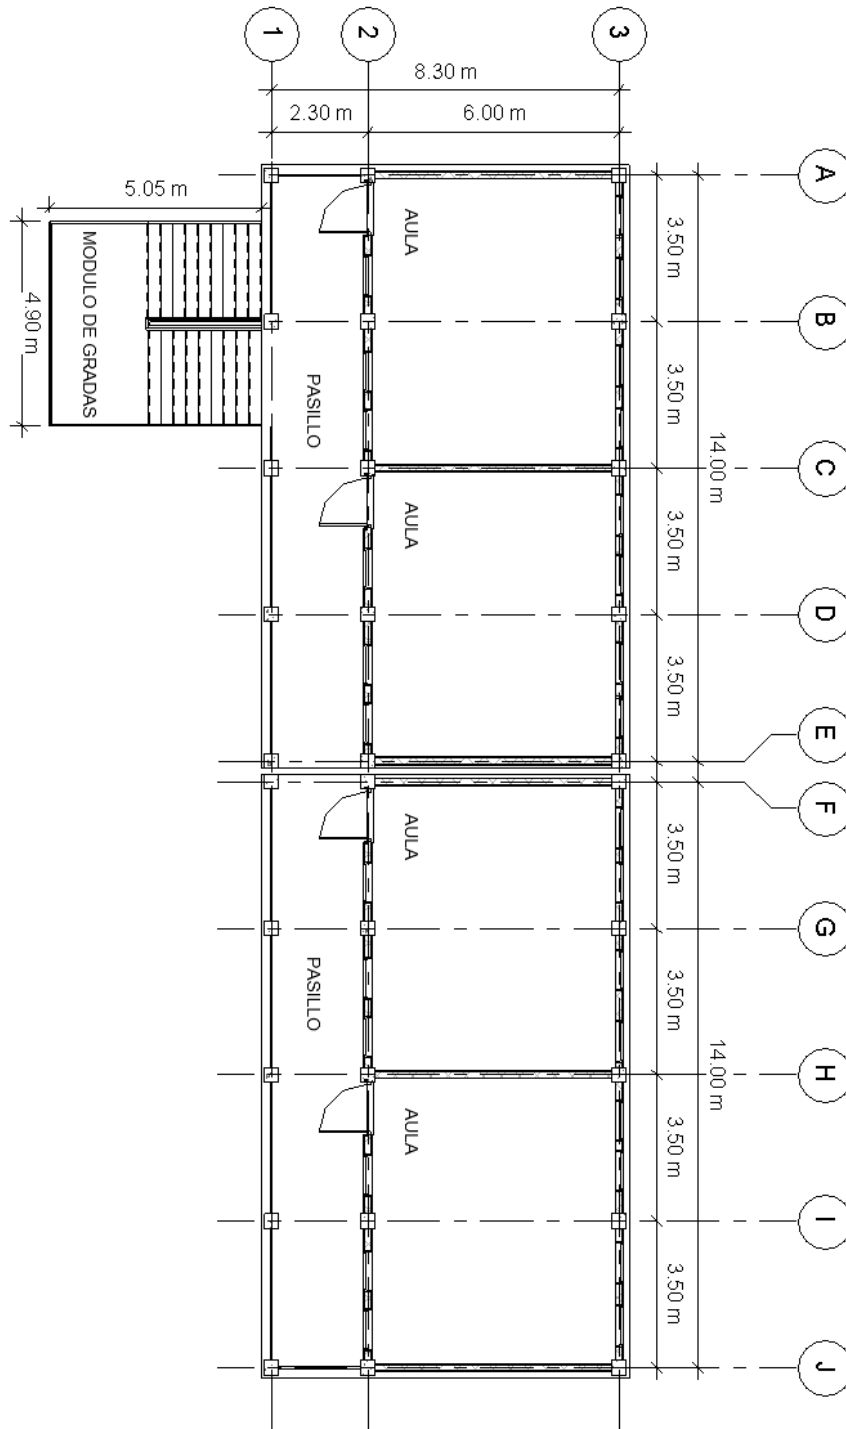 1
2
3
8.30 m
2.30 m
6.00 m
A
5.05 m
AULA
3.50 m
MODULO DE GRADAS
4.90 m
B
PASILLO
3.50 m
14.00 m
C
AULA
3.50 m
D
3.50 m
E
F
AULA
3.50 m
G
PASILLO
3.50 m
14.00 m
H
AULA
3.50 m
I
3.50 m
J